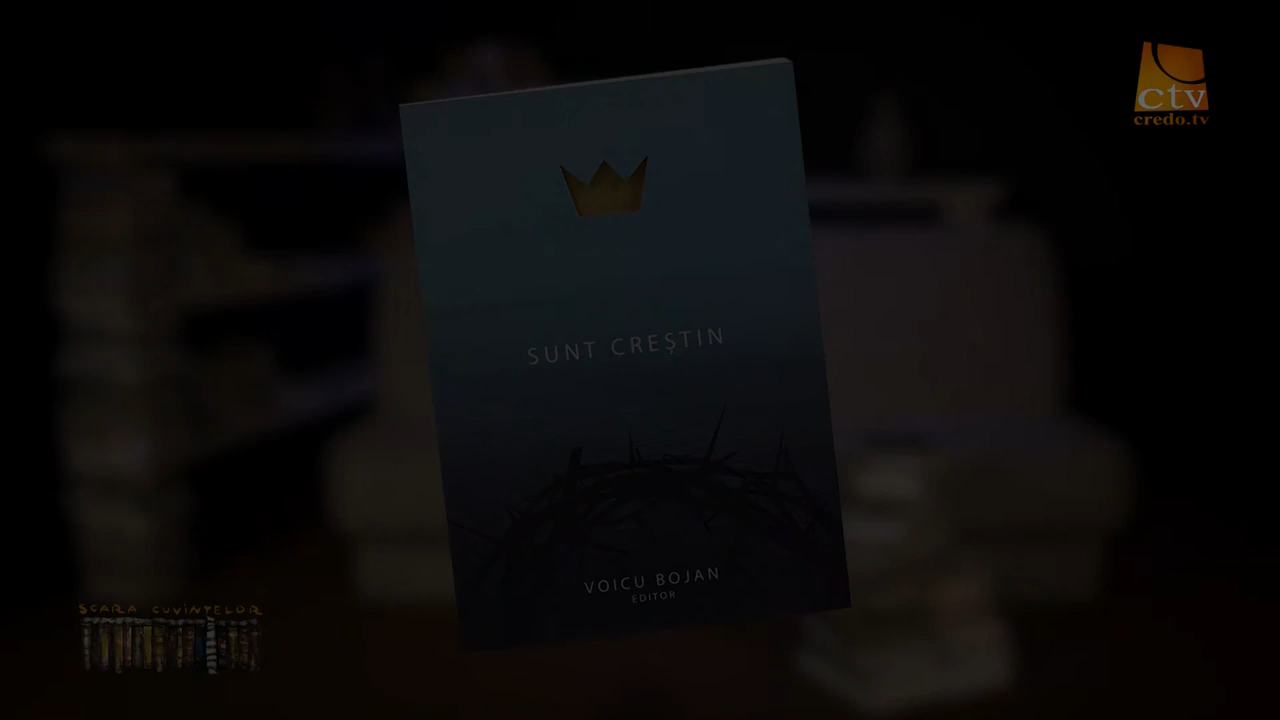 ctv
credo.tv
SUNT CREȘTIN
VOICU BOJAN
EDITOR
SCARA CUVINTELOR